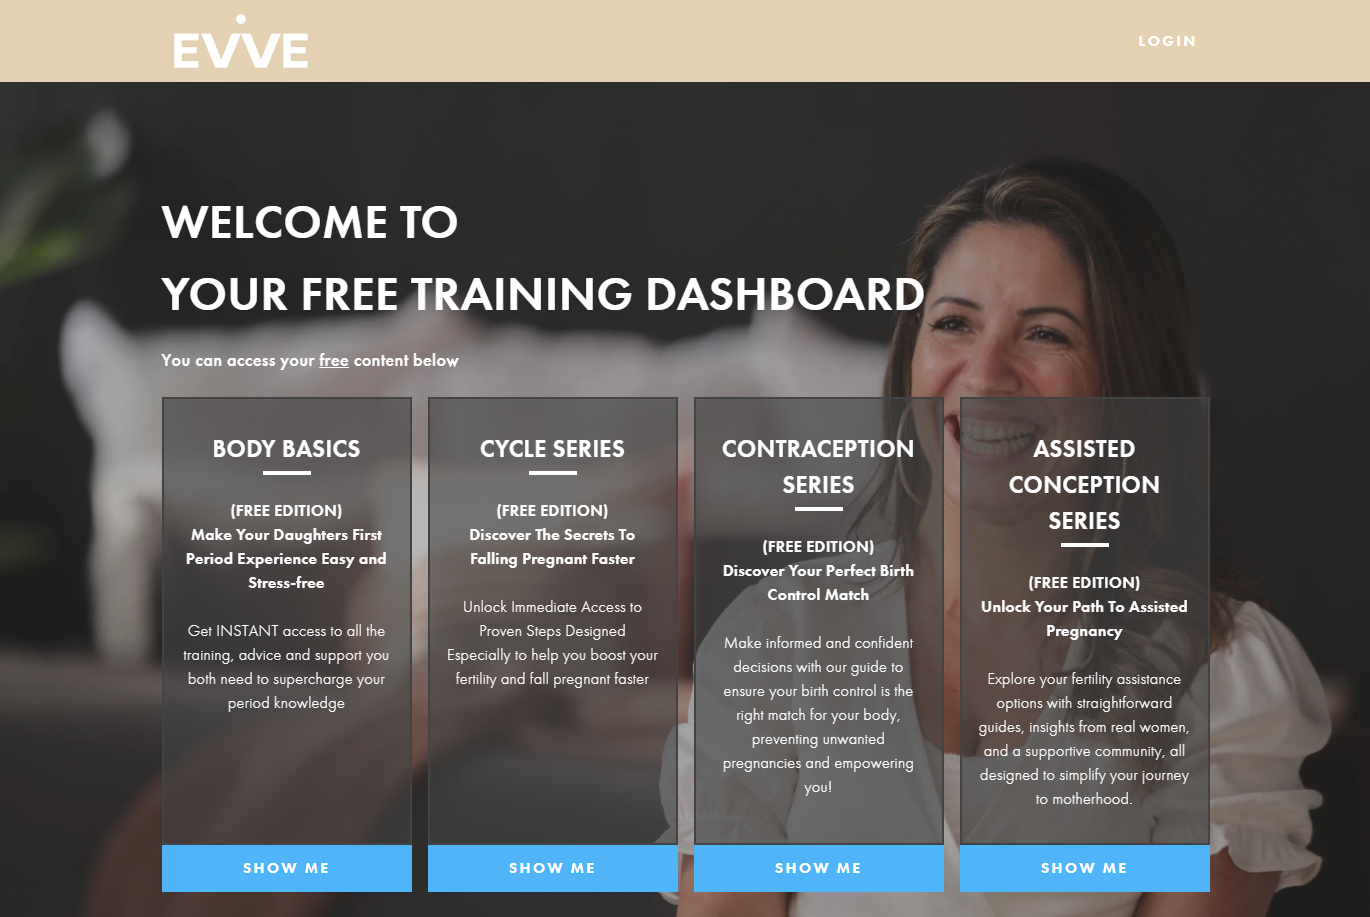 EVVE
LOGIN
WELCOME TO
YOUR FREE TRAINING DASHBOARD
You can access your free content below
BODY BASICS
(FREE EDITION)
Make Your Daughters First
Period Experience Easy and
Stress-free
Get INSTANT access to all the
training, advice and support you
both need to supercharge your
period knowledge
SHOW ME
CYCLE SERIES
(FREE EDITION)
Discover The Secrets To
Falling Pregnant Faster
Unlock Immediate Access to
Proven Steps Designed
Especially to help you boost your
fertility and fall pregnant faster
SHOW ME
CONTRACEPTION
SERIES
(FREE EDITION)
Discover Your Perfect Birth
Control Match
Make informed and confident
decisions with our guide to
ensure your birth control is the
right match for your body,
preventing unwanted
pregnancies and empowering
you!
SHOW ME
ASSISTED
CONCEPTION
SERIES
(FREE EDITION)
Unlock Your Path To Assisted
Pregnancy
Explore your fertility assistance
options with straightforward
guides, insights from real women,
and a supportive community, all
designed to simplify your journey
to motherhood.
SHOW ME